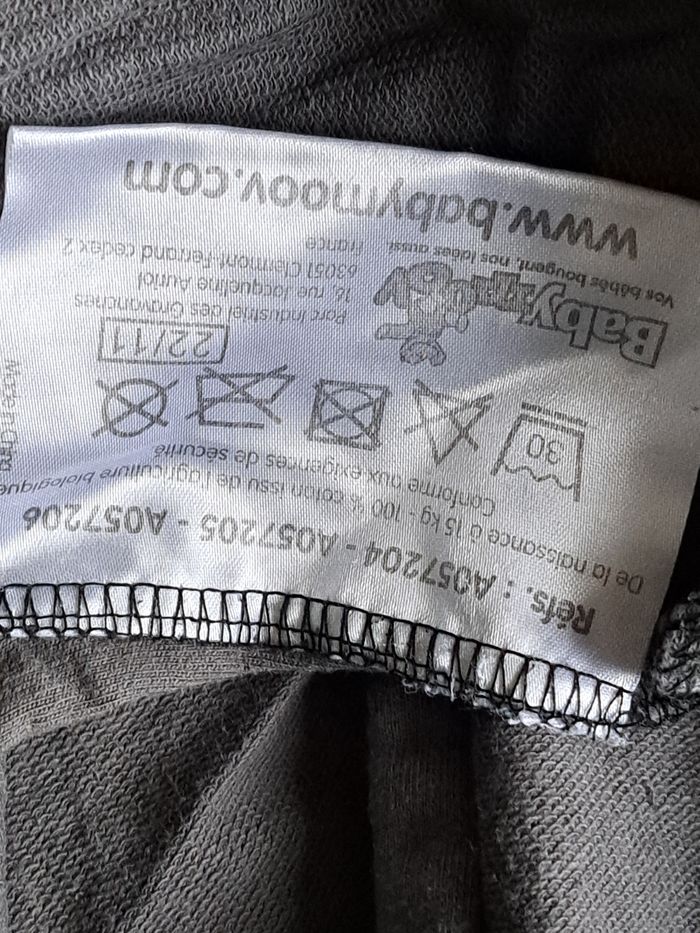 Réfs. : A057204 - A057205 - A057206
De la naissance à 15 kg - 100 % coton issu de l'agriculture biologique
Conforme aux exigences de sécurité
30
22/11
Made in China
Babymoov
Vos bébés bougent, nos idées aussi.
Parc Industriel des Gravanches
16, rue Jacqueline Auriol
63051 Clermont-Ferrand cedex 2
France
www.babymoov.com